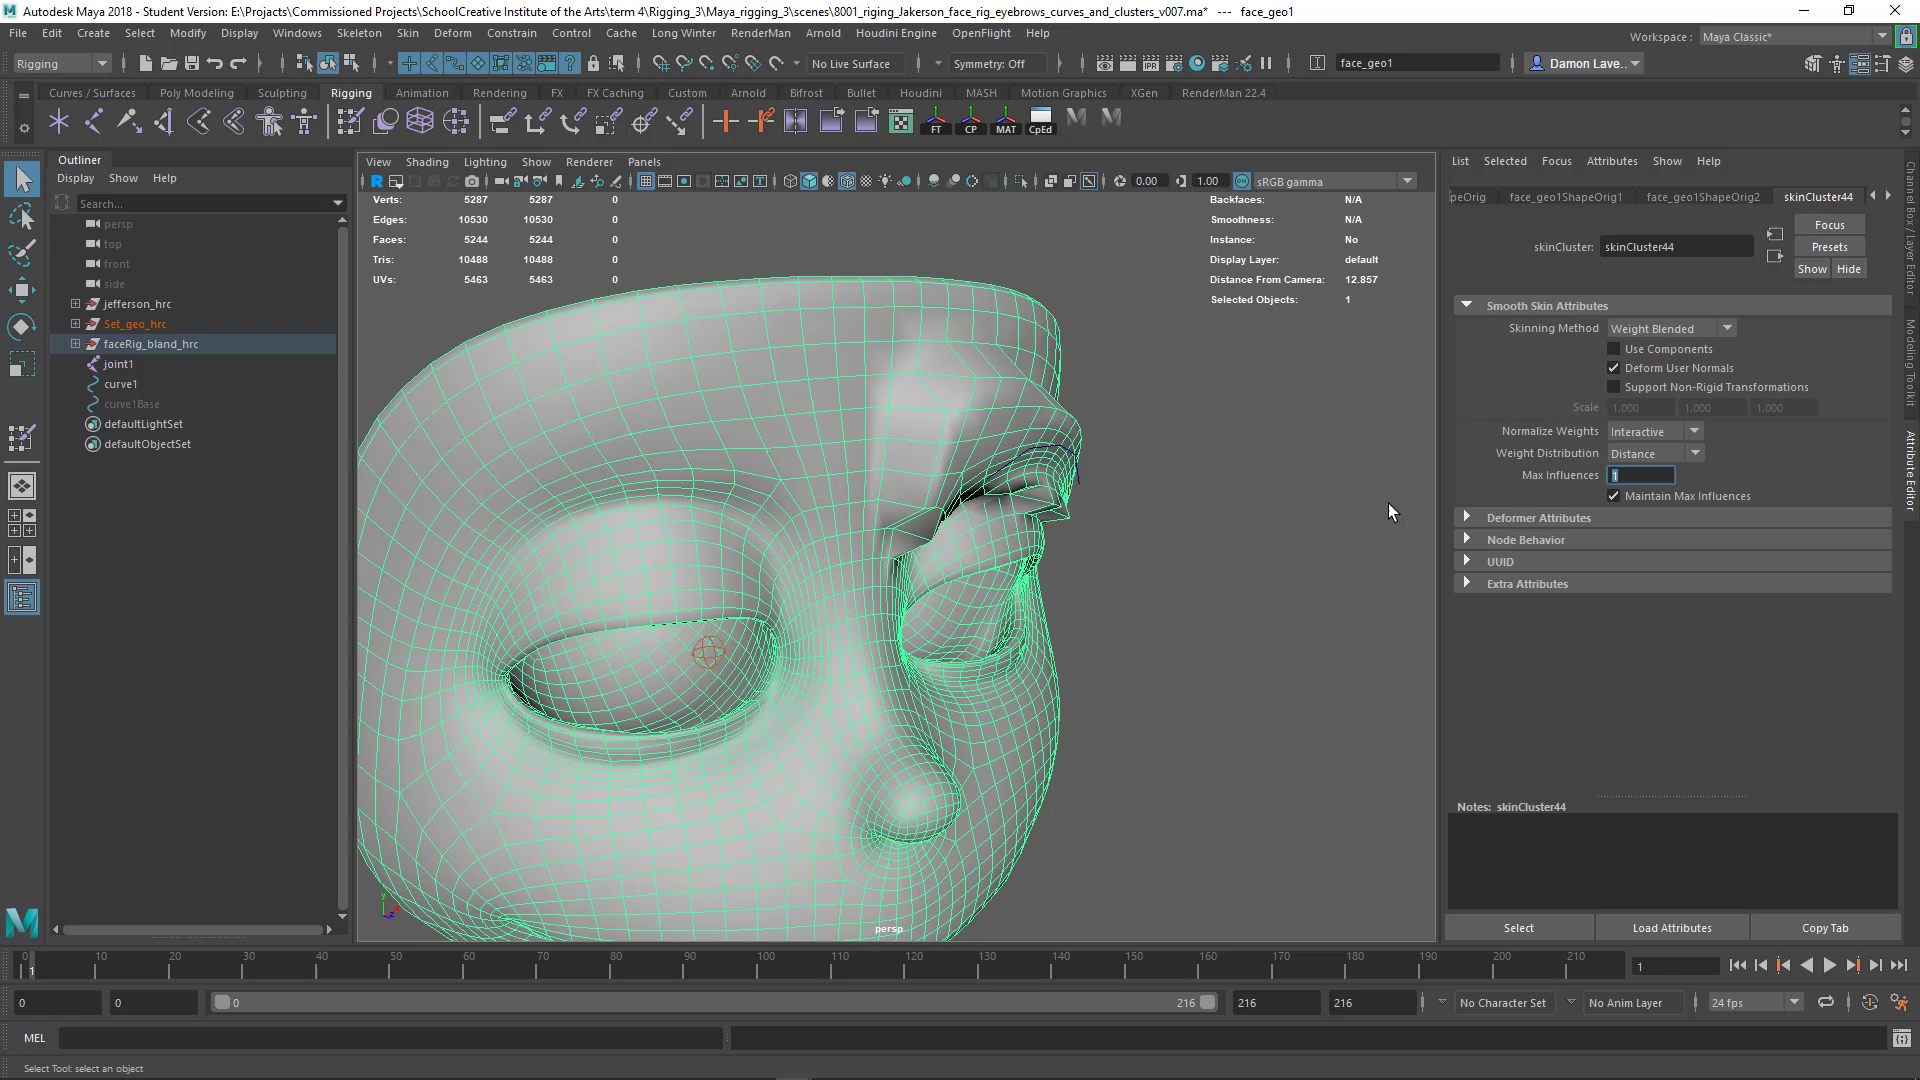 Autodesk Maya 2018 - Student Version: E:\Projects\Commissioned Projects\SchoolCreative Institute of the Arts\term 4\Rigging_3\Maya_rigging_3\scenes\8001_riging_Jakerson_face_rig_eyebrows_curves_and_clusters_v007.ma* --- face_geo1
File Edit Create Select Modify Display Windows Skeleton Skin Deform Constrain Control Cache Long Winter RenderMan Arnold Houdini Engine OpenFlight Help
Workspace : Maya Classic*
Rigging No Live Surface Symmetry: Off face_geo1 Damon Lave...
Curves / Surfaces Poly Modeling Sculpting Rigging Animation Rendering FX FX Caching Custom Arnold Bifrost Bullet Houdini MASH Motion Graphics XGen RenderMan 22.4
FT CP MAT CpEd
Outliner
Display Show Help
Search...
persp
top
front
side
jefferson_hrc
Set_geo_hrc
faceRig_bland_hrc
joint1
curve1
curve1Base
defaultLightSet
defaultObjectSet
View Shading Lighting Show Renderer Panels
0.00 1.00 ON sRGB gamma
Verts: 5287 5287 0
Edges: 10530 10530 0
Faces: 5244 5244 0
Tris: 10488 10488 0
UVs: 5463 5463 0
Backfaces: N/A
Smoothness: N/A
Instance: No
Display Layer: default
Distance From Camera: 12.857
Selected Objects: 1
persp
List Selected Focus Attributes Show Help
peOrig face_geo1ShapeOrig1 face_geo1ShapeOrig2 skinCluster44
Focus
skinCluster: skinCluster44 Presets
Show Hide
Smooth Skin Attributes
Skinning Method Weight Blended
Use Components
Deform User Normals
Support Non-Rigid Transformations
Scale 1.000 1.000 1.000
Normalize Weights Interactive
Weight Distribution Distance
Max Influences 1
Maintain Max Influences
Deformer Attributes
Node Behavior
UUID
Extra Attributes
Notes: skinCluster44
Select Load Attributes Copy Tab
Channel Box / Layer Editor
Modeling Toolkit
Attribute Editor
0 10 20 30 40 50 60 70 80 90 100 110 120 130 140 150 160 170 180 190 200 210
1 1
0 0 0 216 216 216 No Character Set No Anim Layer 24 fps
MEL
Select Tool: select an object